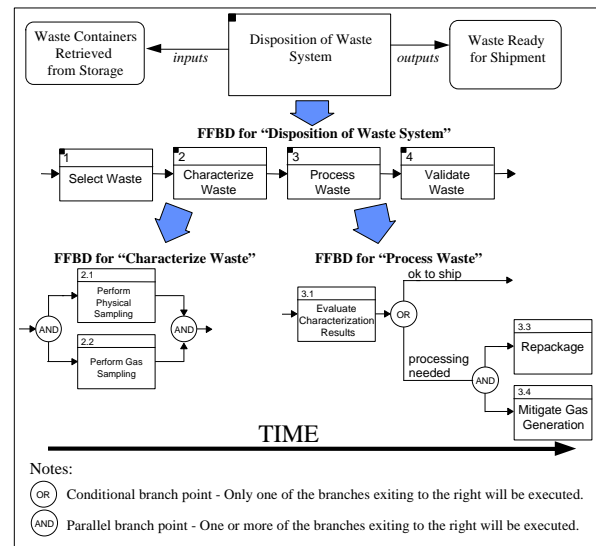 Waste Containers
Retrieved
from Storage
inputs
Disposition of Waste
System
outputs
Waste Ready
for Shipment
FFBD for “Disposition of Waste System”
1
Select Waste
2
Characterize
Waste
3
Process
Waste
4
Validate
Waste
FFBD for “Characterize Waste”
2.1
Perform
Physical
Sampling
AND
AND
2.2
Perform Gas
Sampling
FFBD for “Process Waste”
ok to ship
3.1
Evaluate
Characterization
Results
OR
processing
needed
AND
3.3
Repackage
3.4
Mitigate Gas
Generation
TIME
Notes:
OR Conditional branch point - Only one of the branches exiting to the right will be executed.
AND Parallel branch point - One or more of the branches exiting to the right will be executed.